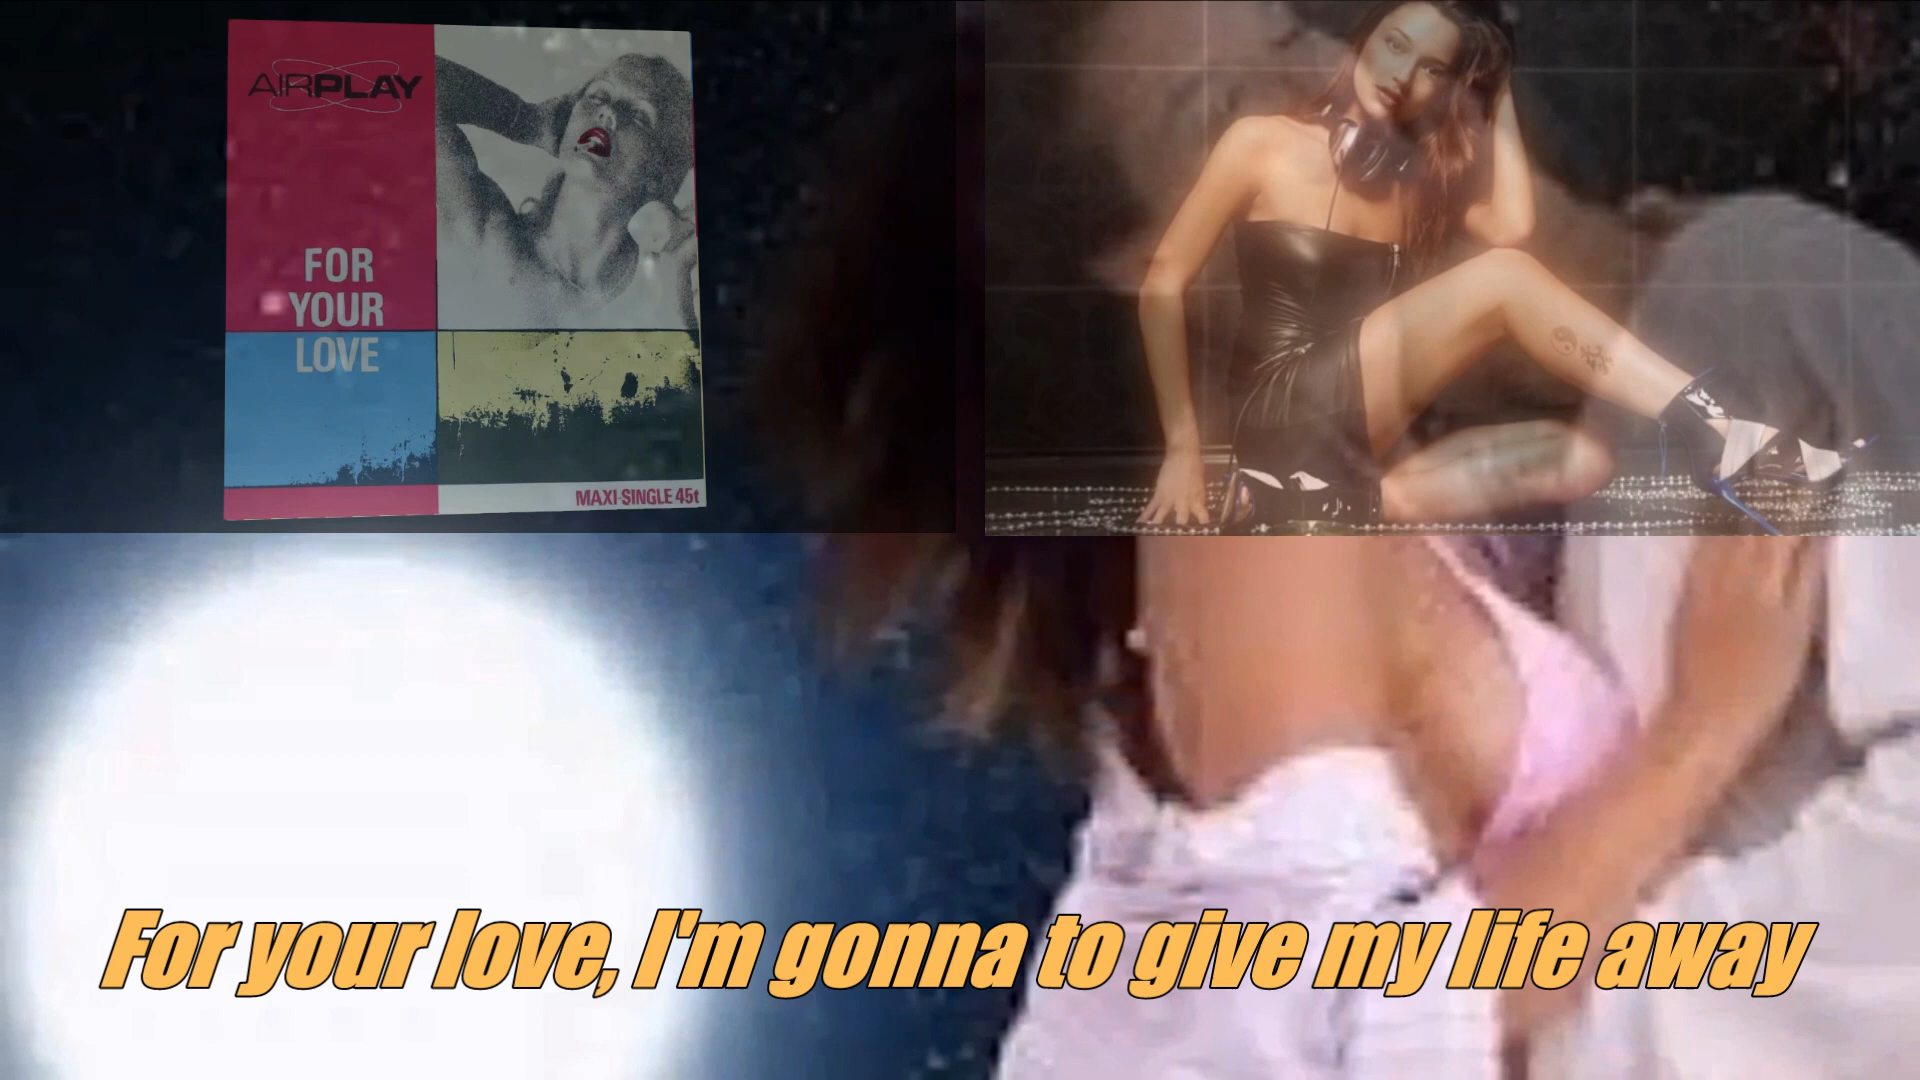 AIRPLAY
FOR
YOUR
LOVE
MAXI-SINGLE 45t
For your love, I'm gonna to give my life away